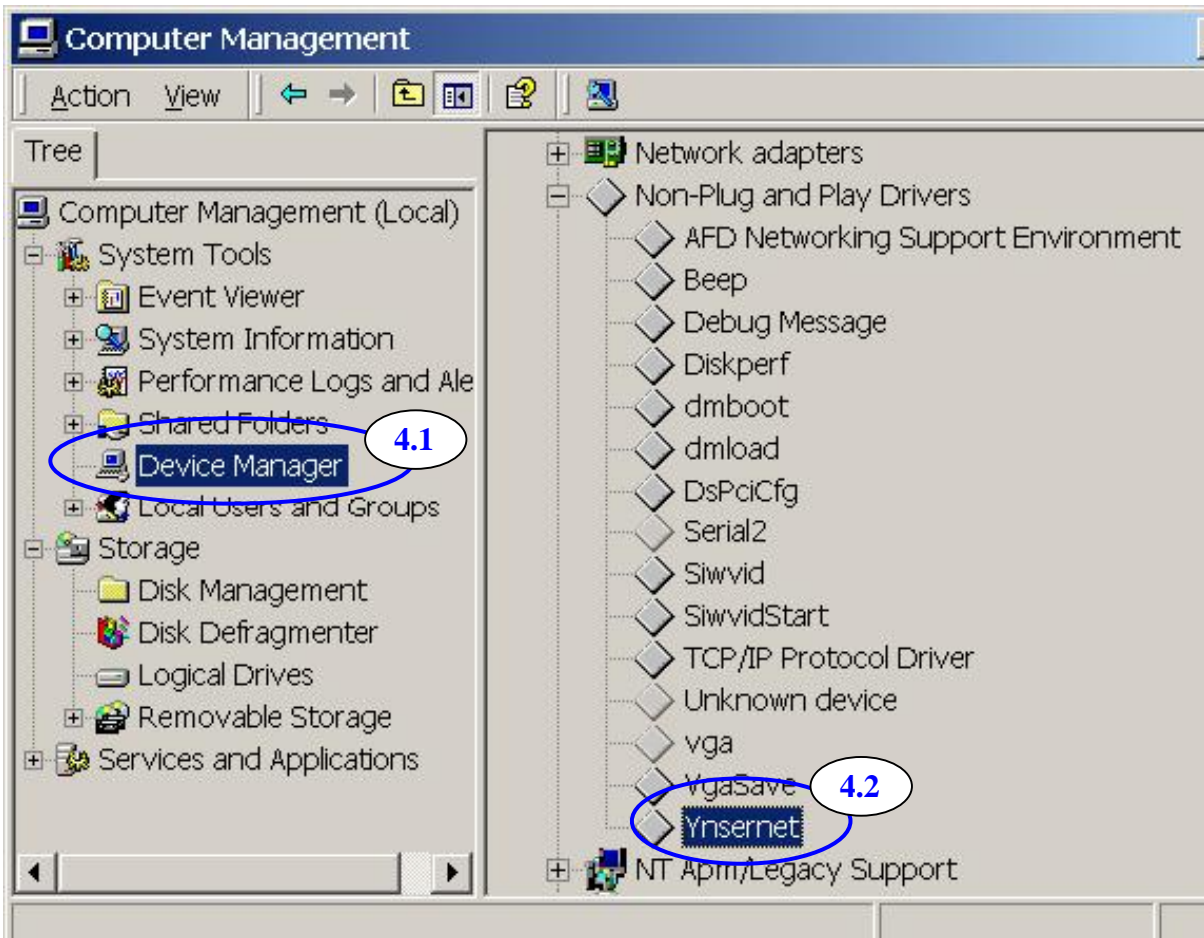 Computer Management
Action View
Tree
Computer Management (Local)
System Tools
Event Viewer
System Information
Performance Logs and Ale
Shared Folders
4.1
Device Manager
Local Users and Groups
Storage
Disk Management
Disk Defragmenter
Logical Drives
Removable Storage
Services and Applications
Network adapters
Non-Plug and Play Drivers
AFD Networking Support Environment
Beep
Debug Message
Diskperf
dmboot
dmload
DsPciCfg
Serial2
Siwvid
SiwvidStart
TCP/IP Protocol Driver
Unknown device
vga
VgaSave
4.2
Ynsernet
NT Apm/Legacy Support